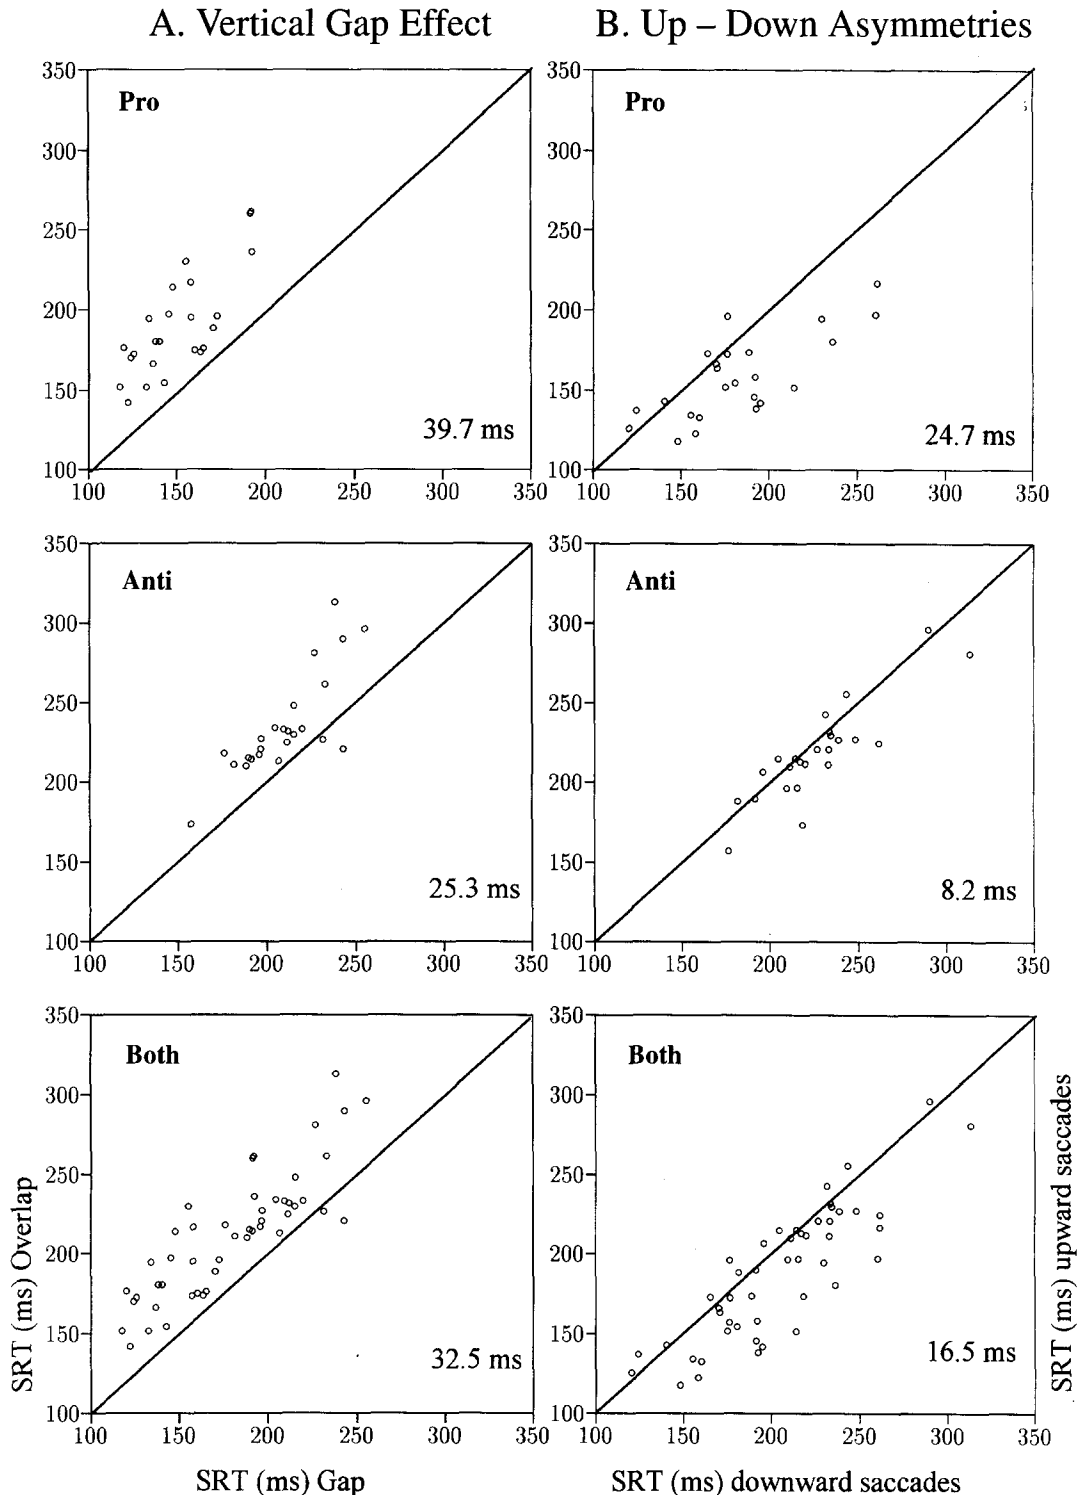 A. Vertical Gap Effect
B. Up – Down Asymmetries
350
300
250
200
150
100
Pro
39.7 ms
100 150 200 250 300 350
350
300
250
200
150
100
Pro
24.7 ms
100 150 200 250 300 350
350
300
250
200
150
100
Anti
25.3 ms
100 150 200 250 300 350
350
300
250
200
150
100
Anti
8.2 ms
100 150 200 250 300 350
SRT (ms) Overlap
350
300
250
200
150
100
Both
32.5 ms
100 150 200 250 300 350
SRT (ms) Gap
350
300
250
200
150
100
Both
16.5 ms
100 150 200 250 300 350
SRT (ms) downward saccades
SRT (ms) upward saccades